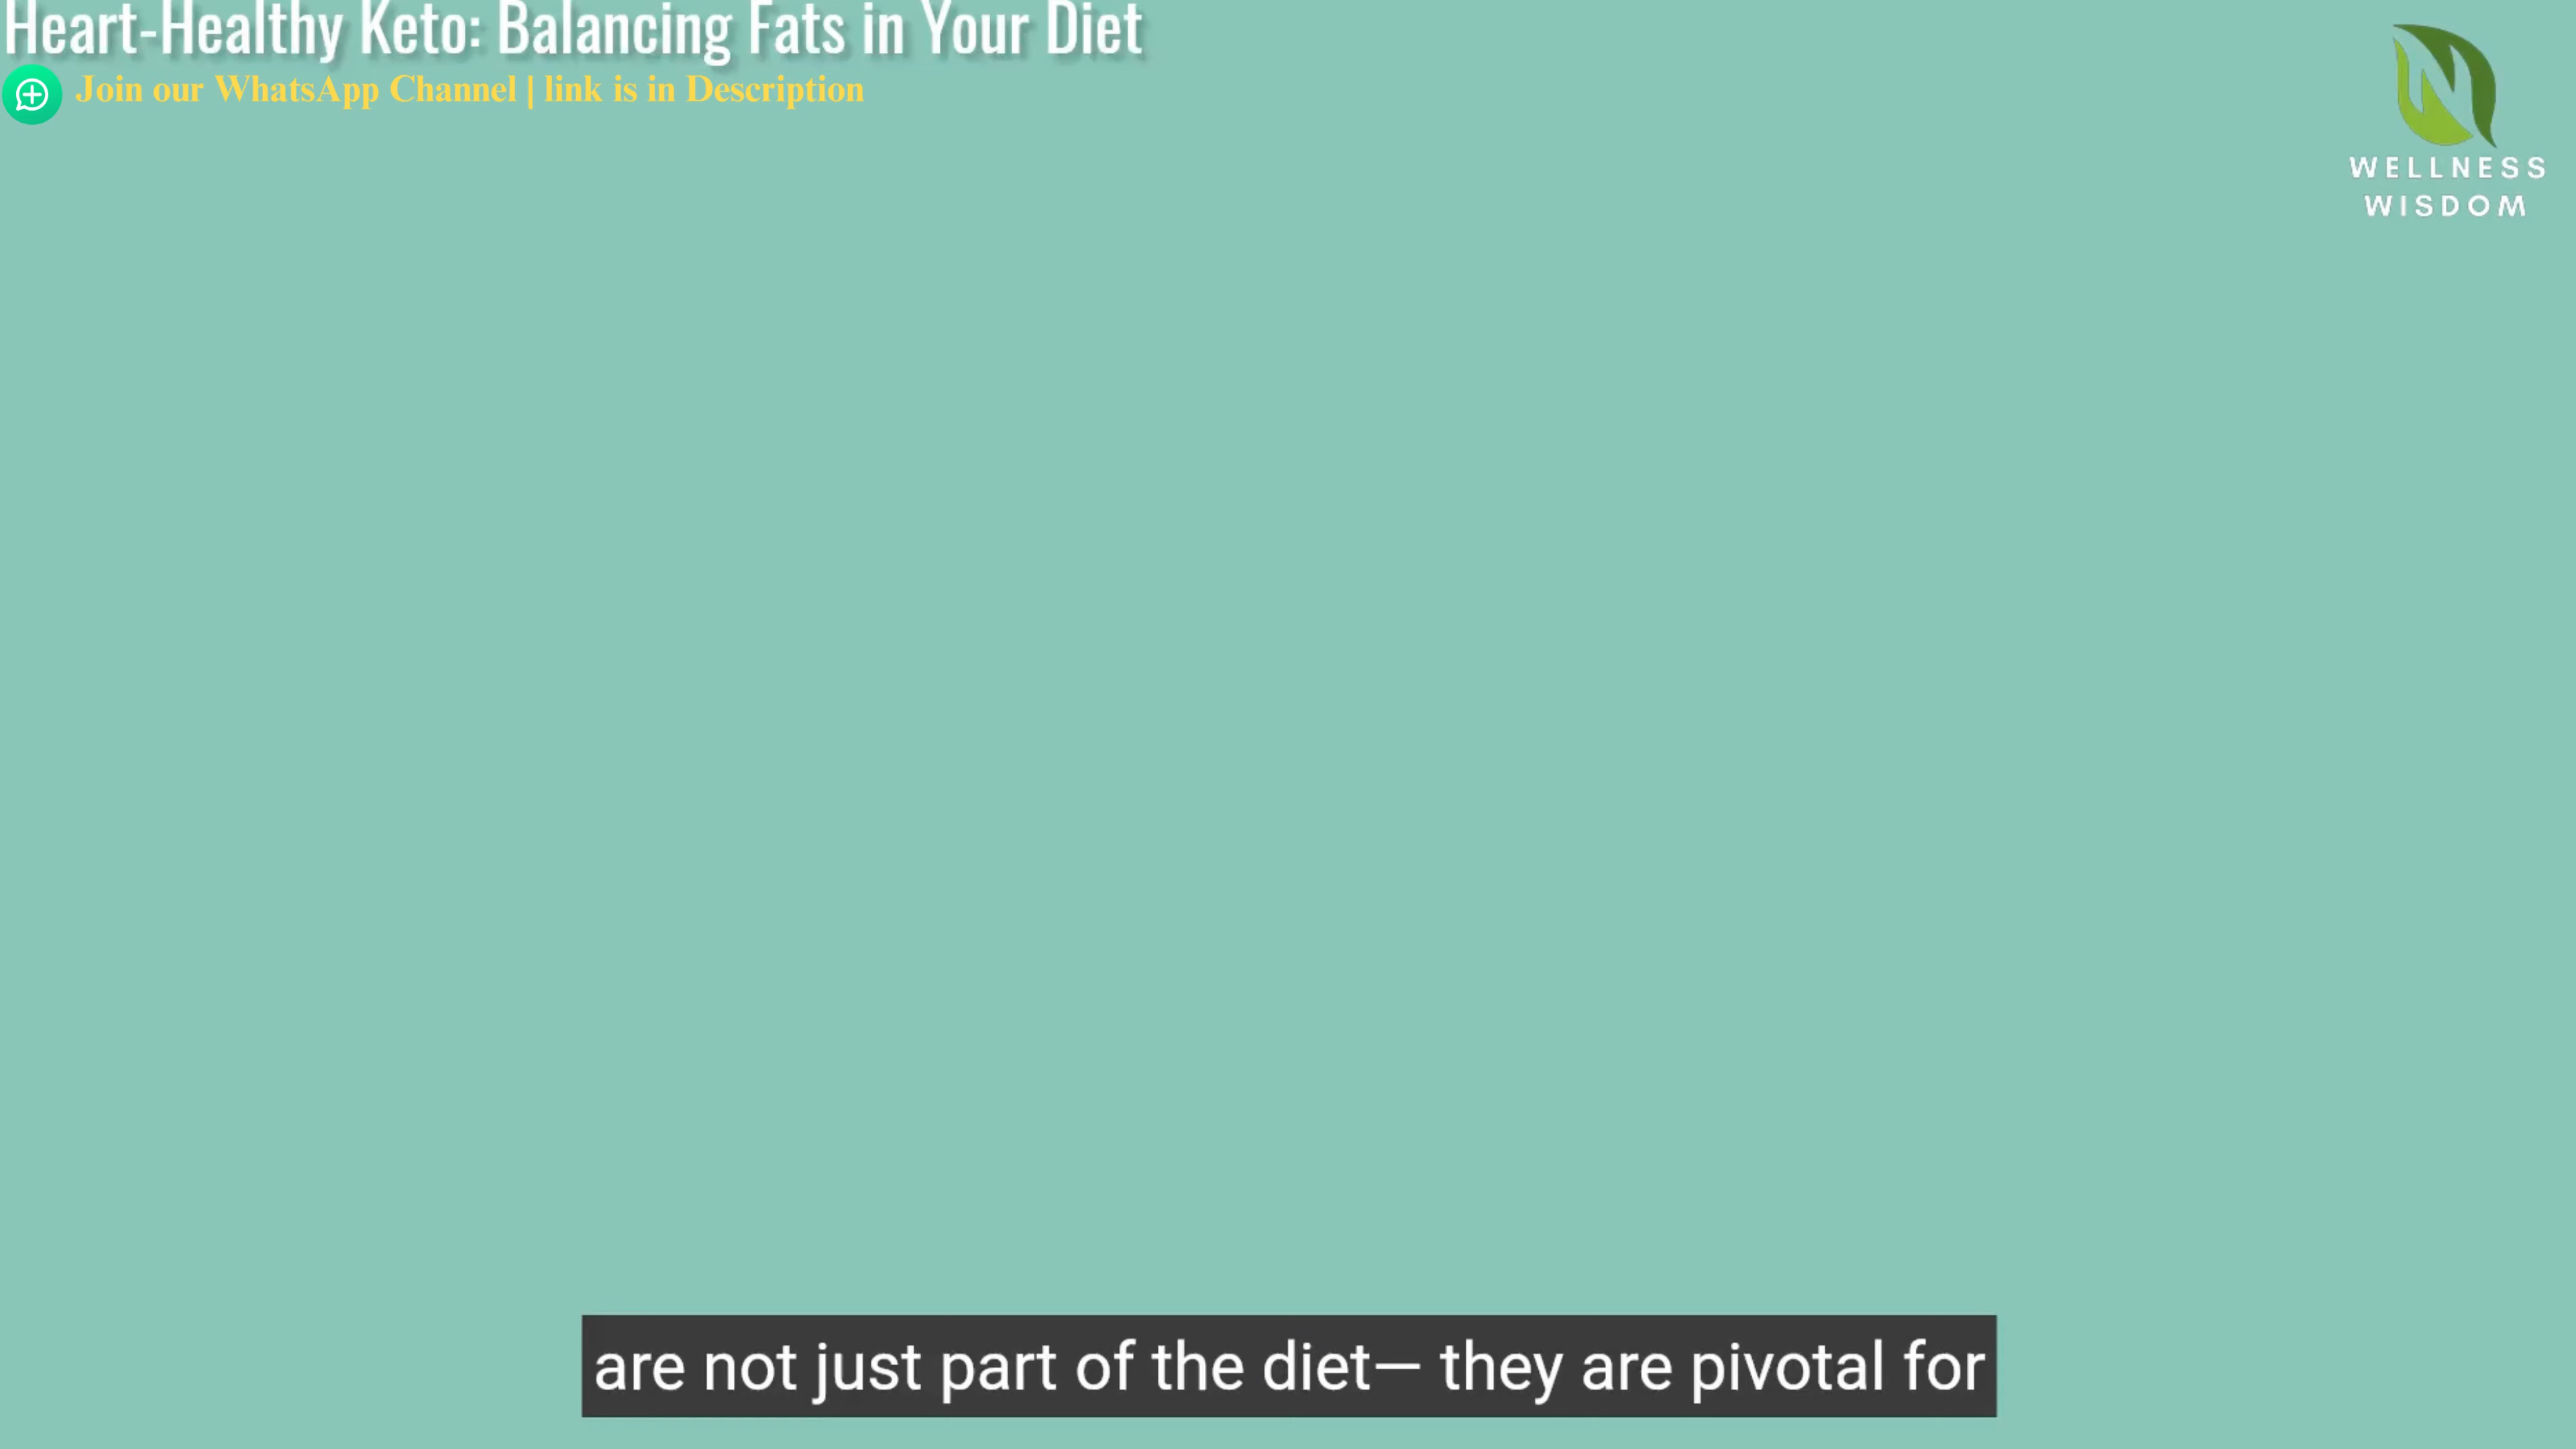 Heart-Healthy Keto: Balancing Fats in Your Diet
Join our WhatsApp Channel | link is in Description
WELLNESS
WISDOM
are not just part of the diet— they are pivotal for